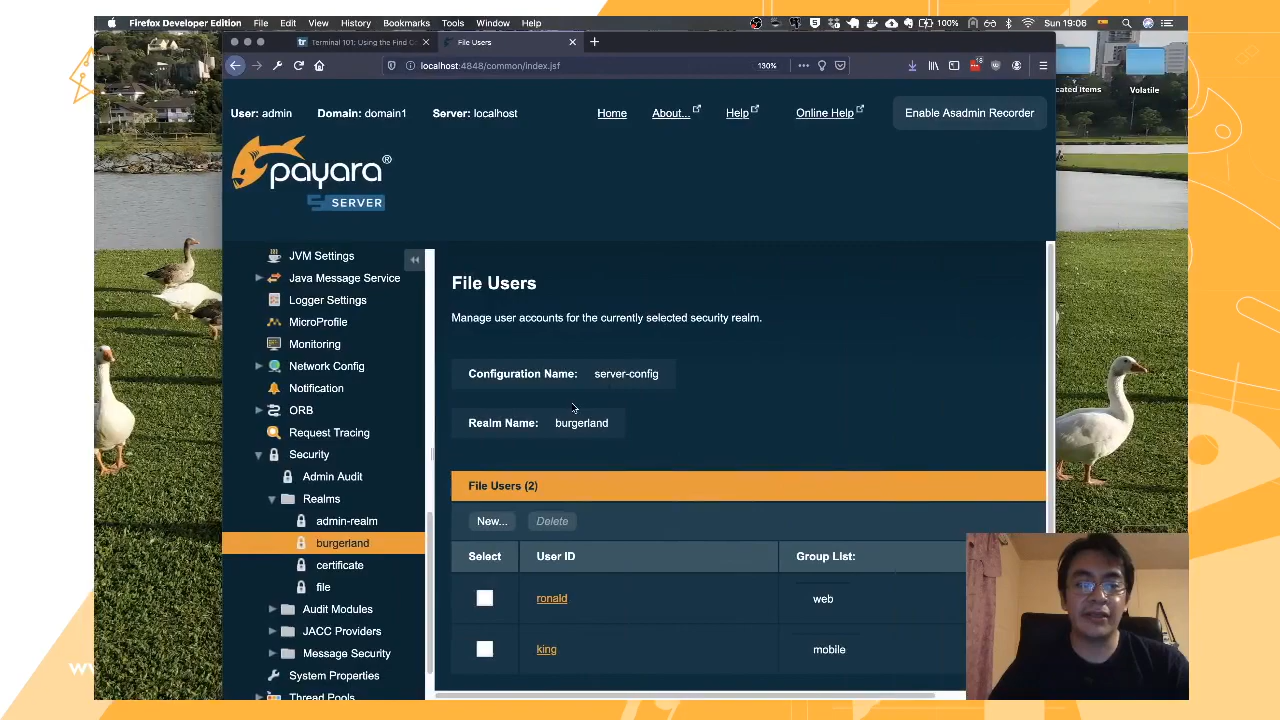 Firefox Developer Edition File Edit View History Bookmarks Tools Window Help 100% Sun 19:06
Terminal 101: Using the Find C
File Users
localhost:4848/common/index.jsf 130%
Volatile
User: admin Domain: domain1 Server: localhost Home About... Help Online Help Enable Asadmin Recorder
payara®
SERVER
JVM Settings
Java Message Service
Logger Settings
MicroProfile
Monitoring
Network Config
Notification
ORB
Request Tracing
Security
Admin Audit
Realms
admin-realm
burgerland
certificate
file
Audit Modules
JACC Providers
Message Security
System Properties
Thread Pools
File Users
Manage user accounts for the currently selected security realm.
Configuration Name: server-config
Realm Name: burgerland
File Users (2)
New... Delete
Select User ID Group List:
ronald web
king mobile